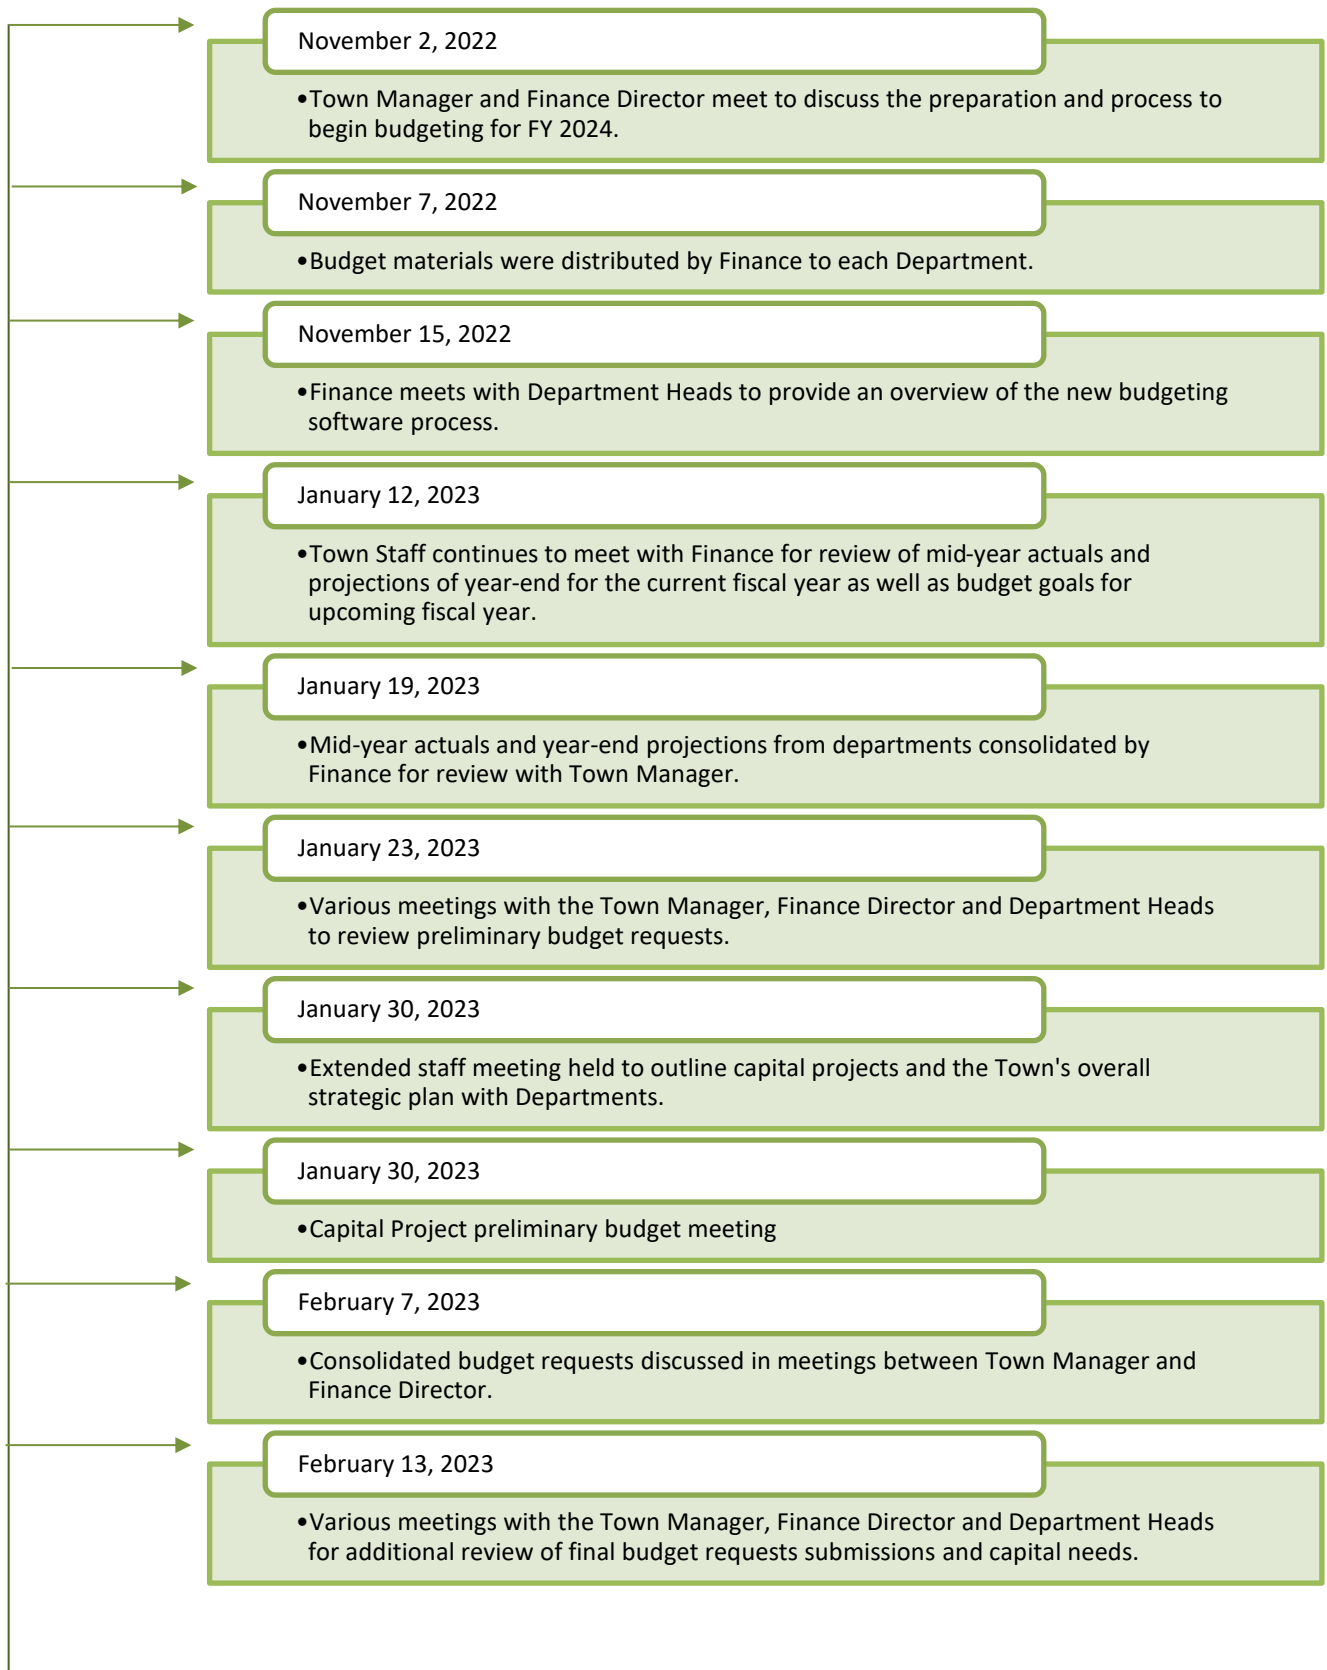 November 2, 2022
•Town Manager and Finance Director meet to discuss the preparation and process to
begin budgeting for FY 2024.
November 7, 2022
•Budget materials were distributed by Finance to each Department.
November 15, 2022
•Finance meets with Department Heads to provide an overview of the new budgeting
software process.
January 12, 2023
•Town Staff continues to meet with Finance for review of mid-year actuals and
projections of year-end for the current fiscal year as well as budget goals for
upcoming fiscal year.
January 19, 2023
•Mid-year actuals and year-end projections from departments consolidated by
Finance for review with Town Manager.
January 23, 2023
•Various meetings with the Town Manager, Finance Director and Department Heads
to review preliminary budget requests.
January 30, 2023
•Extended staff meeting held to outline capital projects and the Town's overall
strategic plan with Departments.
January 30, 2023
•Capital Project preliminary budget meeting
February 7, 2023
•Consolidated budget requests discussed in meetings between Town Manager and
Finance Director.
February 13, 2023
•Various meetings with the Town Manager, Finance Director and Department Heads
for additional review of final budget requests submissions and capital needs.